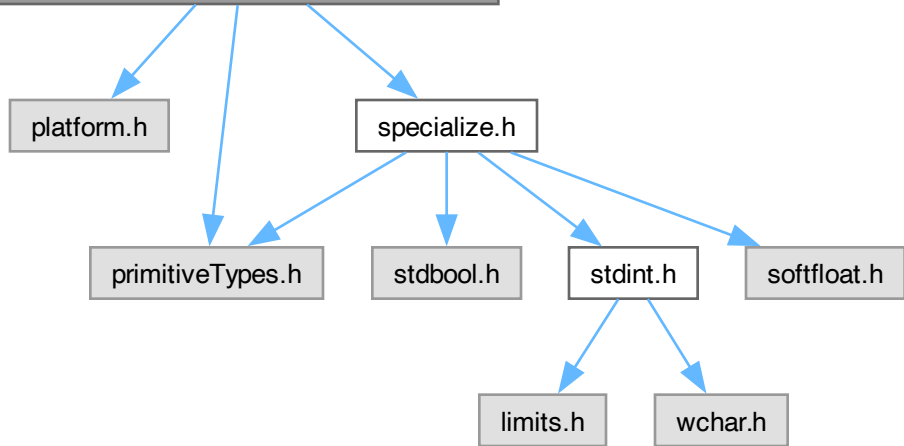 platform.h
specialize.h
primitiveTypes.h
stdbool.h
stdint.h
softfloat.h
limits.h
wchar.h